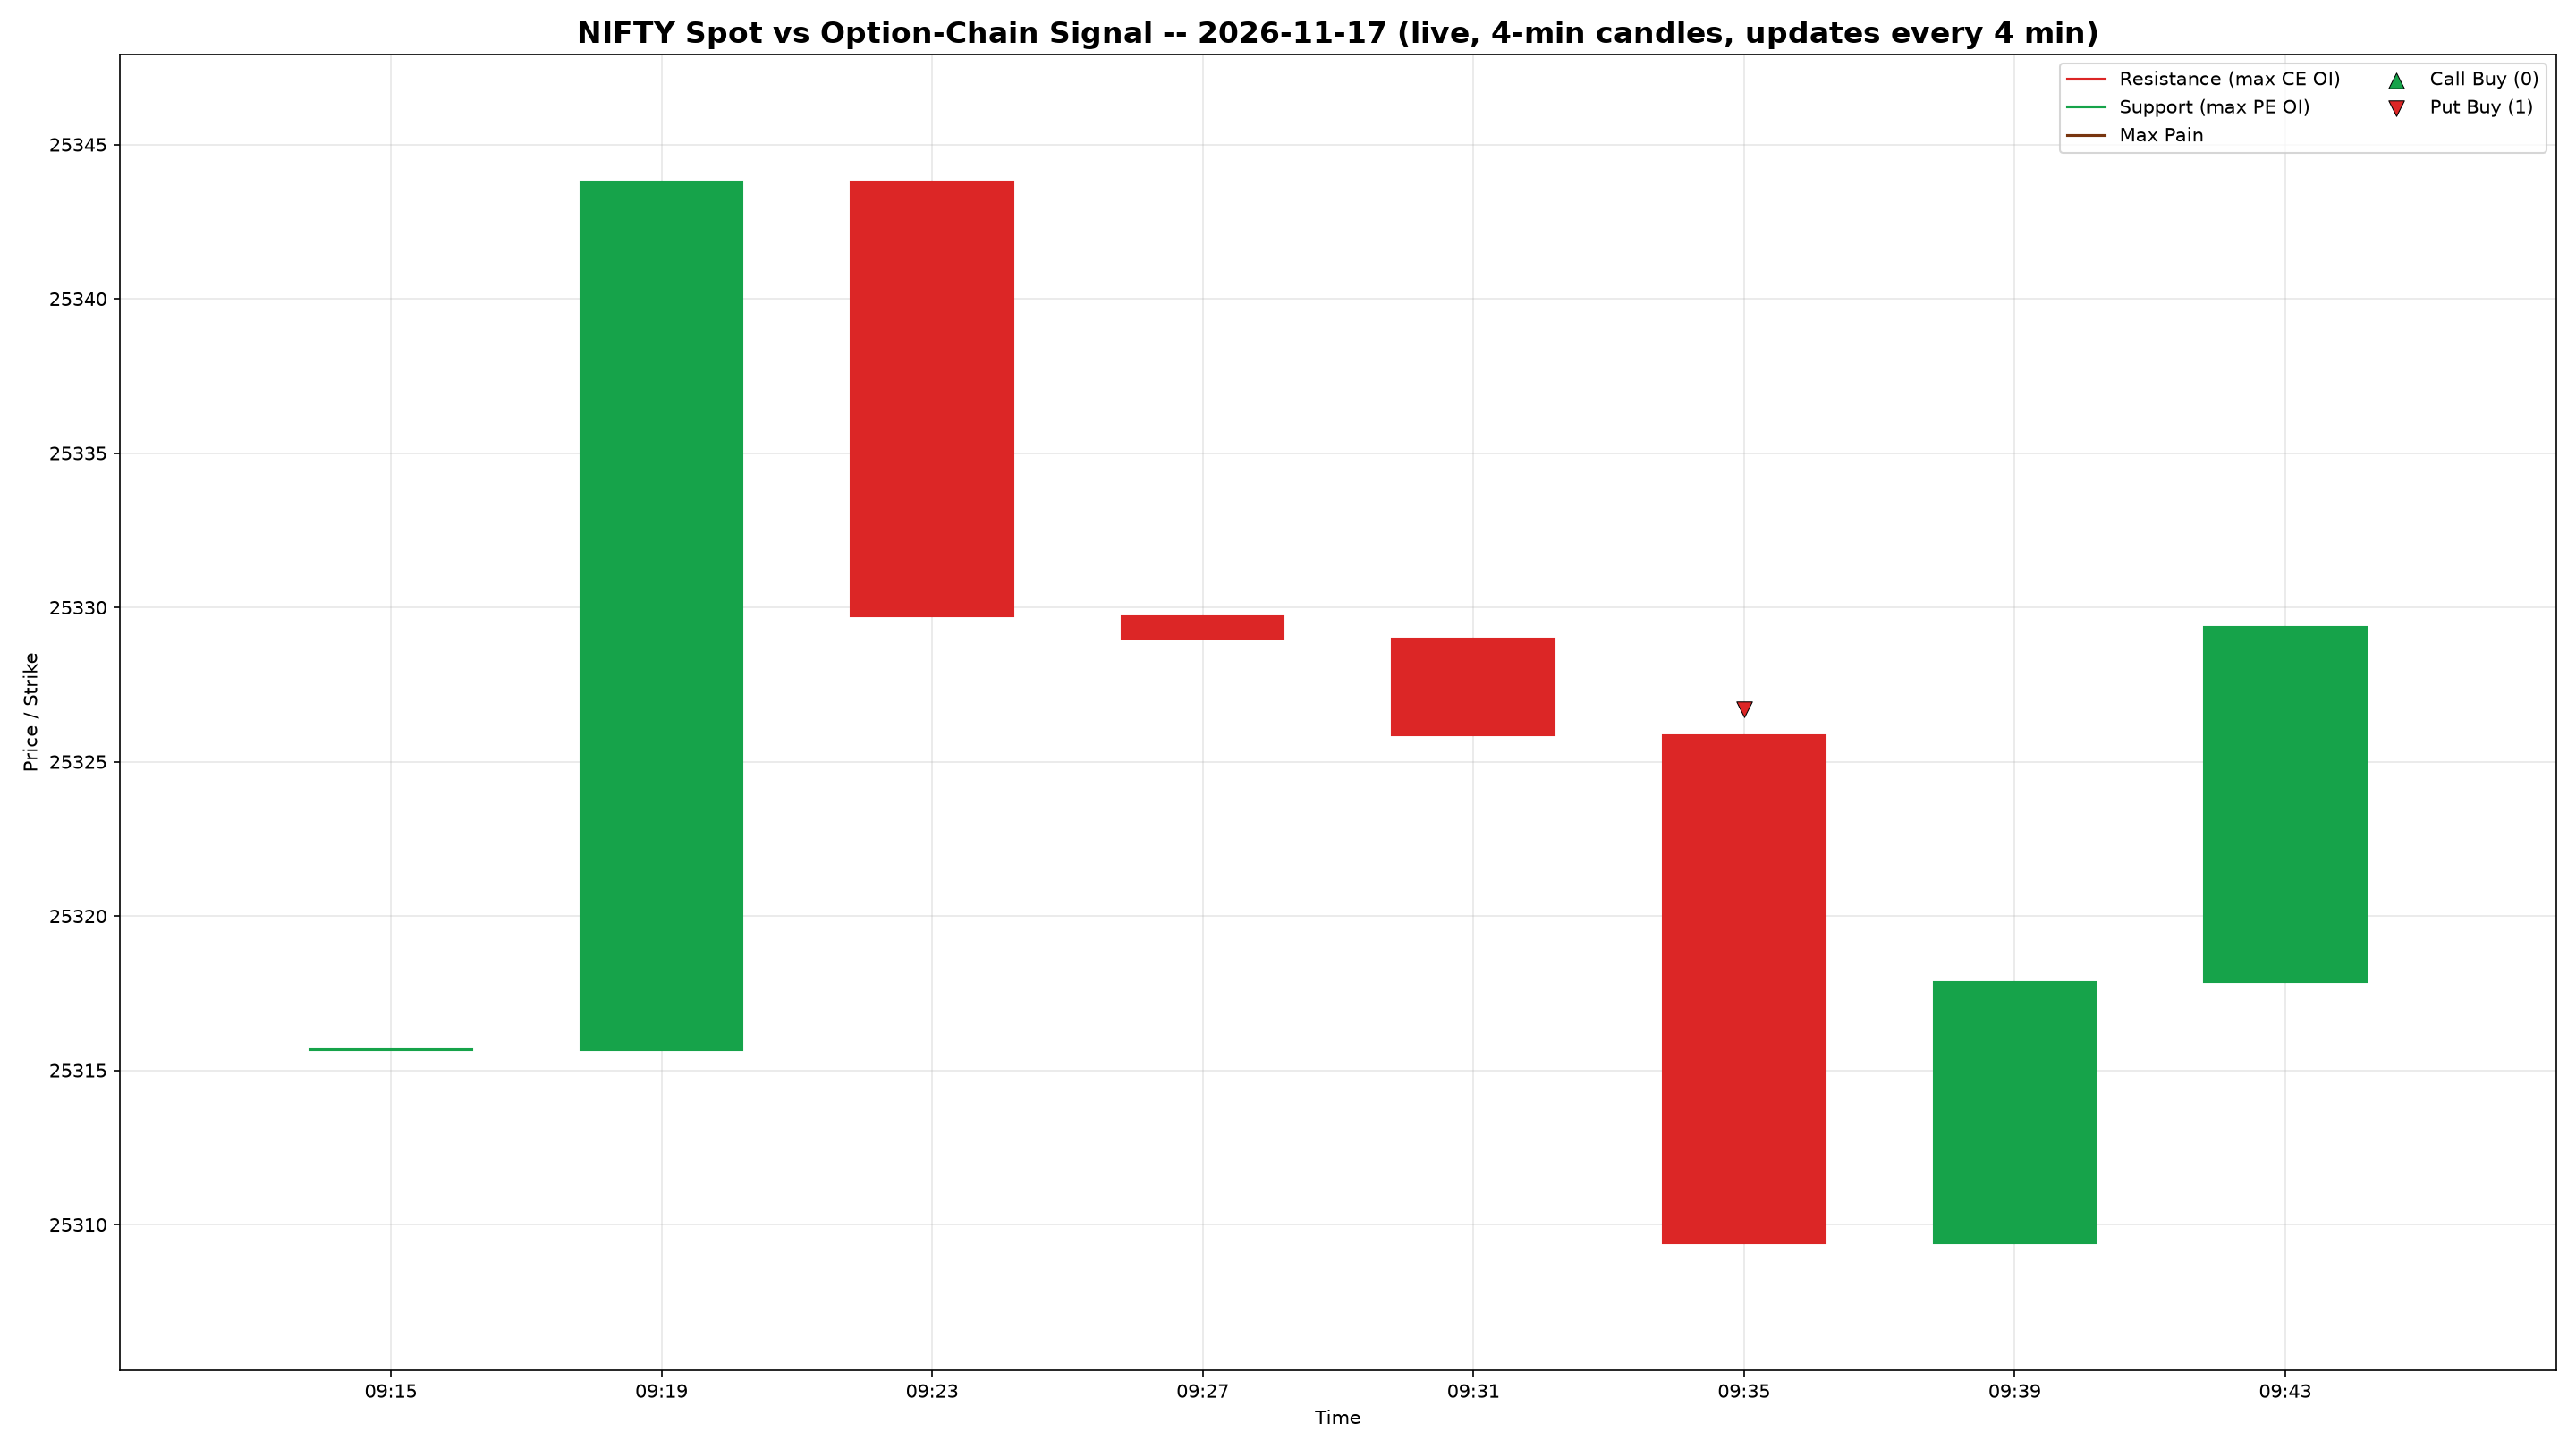 NIFTY Spot vs Option-Chain Signal -- 2026-11-17 (live, 4-min candles, updates every 4 min)
Resistance (max CE OI)
Support (max PE OI)
Max Pain
Call Buy (0)
Put Buy (1)
Price / Strike
25345
25340
25335
25330
25325
25320
25315
25310
09:15
09:19
09:23
09:27
09:31
09:35
09:39
09:43
Time